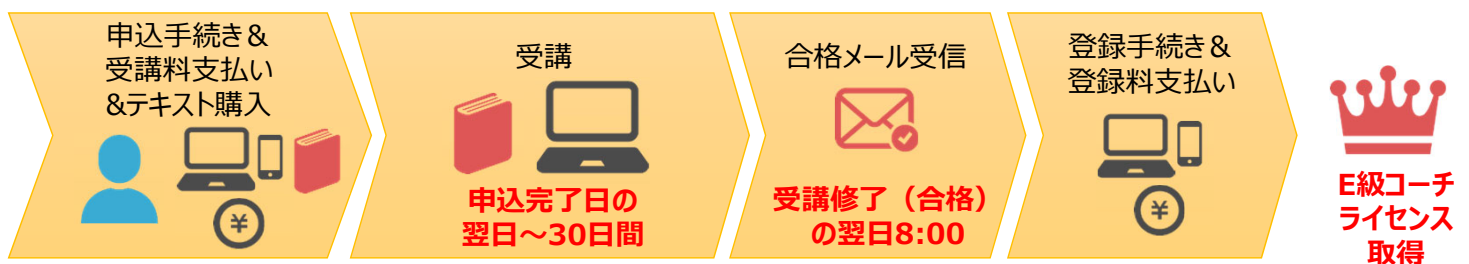 申込手続き＆
受講料支払い
&テキスト購入
¥
受講
申込完了日の
翌日～30日間
合格メール受信
受講修了（合格）
の翌日8:00
登録手続き＆
登録料支払い
¥
E級コーチ
ライセンス
取得